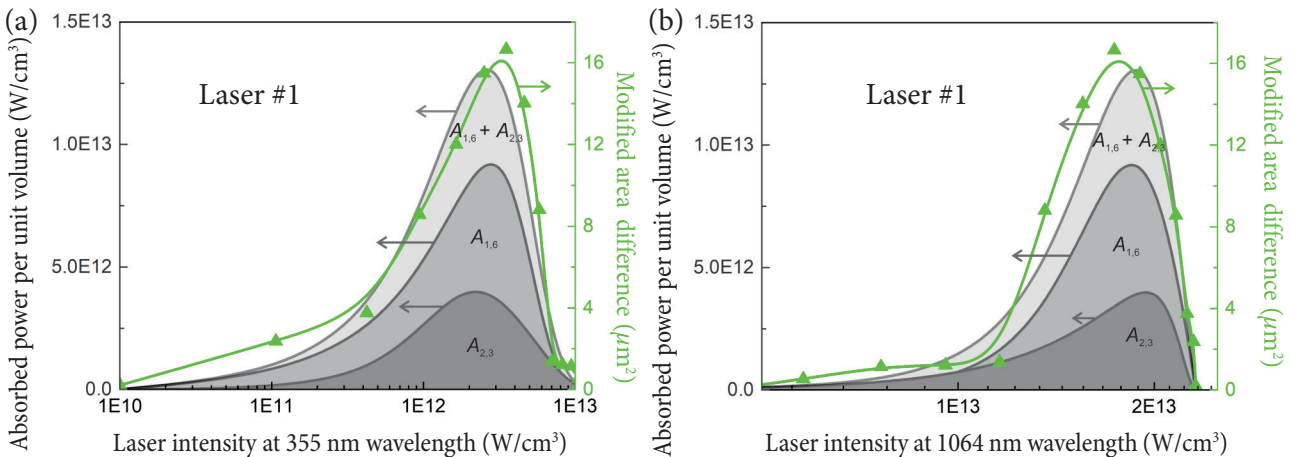 (a)
Absorbed power per unit volume (W/cm³)
1.5E13
1.0E13
5.0E12
0.0
Laser #1
A1,6 + A2,3
A1,6
A2,3
16
12
8
4
0
Modified area difference (μm²)
1E10 1E11 1E12 1E13
Laser intensity at 355 nm wavelength (W/cm³)
(b)
Absorbed power per unit volume (W/cm³)
1.5E13
1.0E13
5.0E12
0.0
Laser #1
A1,6 + A2,3
A1,6
A2,3
16
12
8
4
0
Modified area difference (μm²)
1E13 2E13
Laser intensity at 1064 nm wavelength (W/cm³)